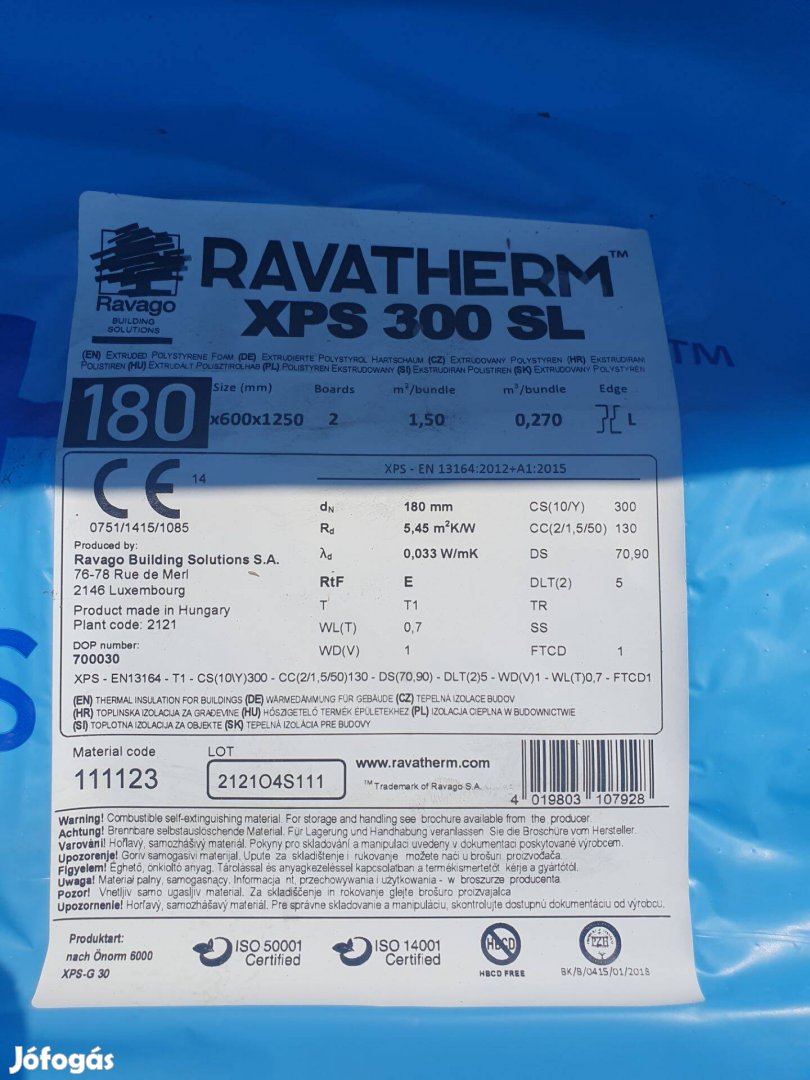 RAVATHERM™
XPS 300 SL
Ravago
BUILDING
SOLUTIONS
TM
(EN) EXTRUDED POLYSTYRENE FOAM (DE) EXTRUDIERTE POLYSTYROL HARTSCHAUM (CZ) EXTRUDOVANÝ POLYSTYREN (HR) EKSTRUDIRANI
POLISTIREN (HU) EXTRUDÁLT POLISZTIROLHAB (PL) POLISTYREN EKSTRUDOWANY (SI) EKSTRUDIRAN POLISTIREN (SK) EXTRUDOVANÝ POLYSTYRÉN
Size (mm) Boards m²/bundle m³/bundle Edge
180 x600x1250 2 1,50 0,270 L
CE 14
XPS - EN 13164:2012+A1:2015
0751/1415/1085
Produced by:
Ravago Building Solutions S.A.
76-78 Rue de Merl
2146 Luxembourg
Product made in Hungary
Plant code: 2121
DOP number:
700030
dN 180 mm CS(10/Y) 300
Rd 5,45 m²K/W CC(2/1,5/50) 130
λd 0,033 W/mK DS 70,90
RtF E DLT(2) 5
T T1 TR
WL(T) 0,7 SS
WD(V) 1 FTCD 1
XPS - EN13164 - T1 - CS(10\Y)300 - CC(2/1,5/50)130 - DS(70,90) - DLT(2)5 - WD(V)1 - WL(T)0,7 - FTCD1
(EN) THERMAL INSULATION FOR BUILDINGS (DE) WÄRMEDÄMMUNG FÜR GEBÄUDE (CZ) TEPELNÁ IZOLACE BUDOV
(HR) TOPLINSKA IZOLACIJA ZA GRAĐEVINE (HU) HŐSZIGETELŐ TERMÉK ÉPÜLETEKHEZ (PL) IZOLACJA CIEPLNA W BUDOWNICTWIE
(SI) TOPLOTNA IZOLACIJA ZA OBJEKTE (SK) TEPELNÁ IZOLÁCIA PRE BUDOVY
Material code LOT
111123 212104S111
www.ravatherm.com
™Trademark of Ravago S.A.
4 019803 107928
Warning! Combustible self-extinguishing material. For storage and handling see brochure available from the producer.
Achtung! Brennbare selbstauslöschende Material. Für Lagerung und Handhabung veranlassen Sie die Broschüre vom Hersteller.
Varování! Hořlavý, samozhášivý materiál. Pokyny pro skladování a manipulaci uvedeny v dokumentaci poskytované výrobcem.
Upozorenje! Goriv samogasivi materijal. Upute za skladištenje i rukovanje možete naći u brošuri proizvođača.
Figyelem! Éghető, önkioltó anyag. Tárolással és anyagkezeléssel kapcsolatban a termékismertetőt kérje a gyártótól.
Uwaga! Materiał palny, samogasnący. Informacja nt. przechowywania i użytkowania - w broszurze producenta.
Pozor! Vnetljiv samo ugasljiv material. Za skladiščenje in rokovanje glejte brošuro proizvajalca
Upozornenie! Horľavý, samozhášavý materiál. Pre správne skladovanie a manipuláciu, skontrolujte dostupnú dokumentáciu od výrobcu.
Produktart:
nach Önorm 6000
XPS-G 30
ISO 50001
Certified
ISO 14001
Certified
HBCD
HBCD FREE
PZH
BK/B/0415/01/2018
Jófogás